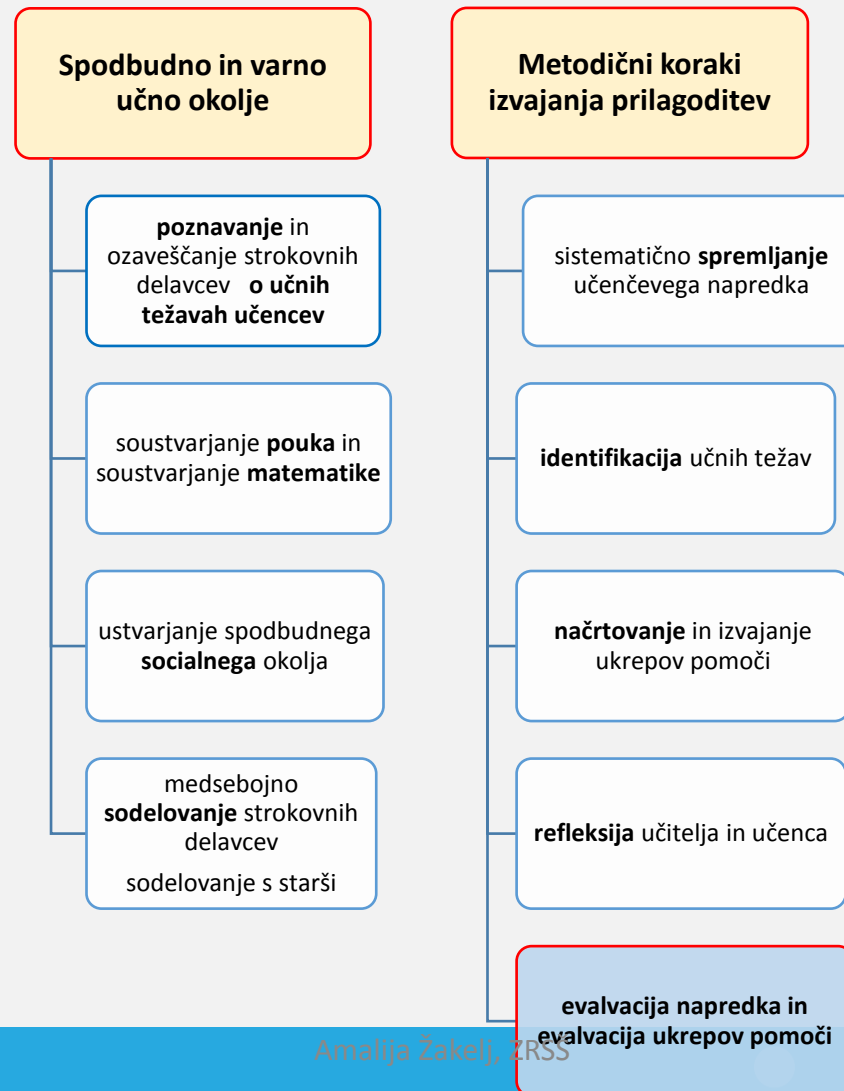 Spodbudno in varno
učno okolje
poznavanje in
ozaveščanje strokovnih
delavcev o učnih
težavah učencev
soustvarjanje pouka in
soustvarjanje matematike
ustvarjanje spodbudnega
socialnega okolja
medsebojno
sodelovanje strokovnih
delavcev
sodelovanje s starši
Metodični koraki
izvajanja prilagoditev
sistematično spremljanje
učenčevega napredka
identifikacija učnih težav
načrtovanje in izvajanje
ukrepov pomoči
refleksija učitelja in učenca
evalvacija napredka in
evalvacija ukrepov pomoči
Amalija Žakelj, ZRSŠ